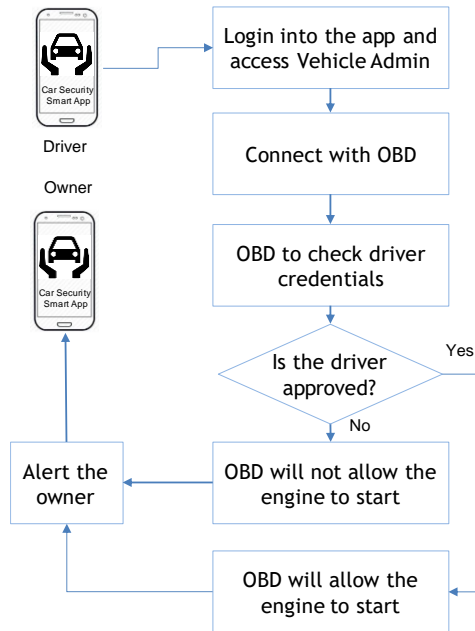 Login into the app and
access Vehicle Admin
Car Security
Smart App
Driver
Connect with OBD
Owner
OBD to check driver
credentials
Car Security
Smart App
Is the driver
approved?
Yes
No
Alert the
owner
OBD will not allow the
engine to start
OBD will allow the
engine to start